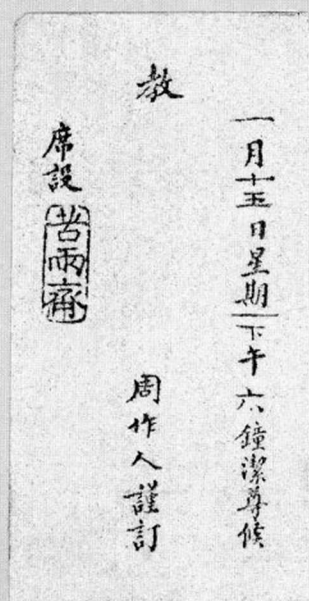 一月十五日星期一下午六鐘潔尊候
教
周作人謹訂
席設
苦雨齋